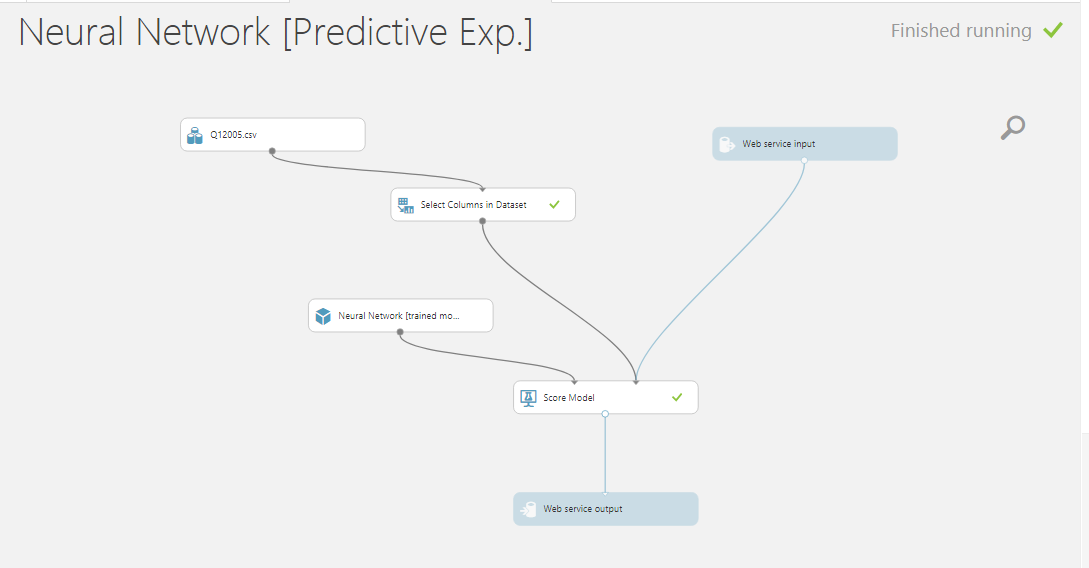 Neural Network [Predictive Exp.]
Finished running
Q12005.csv
Web service input
Select Columns in Dataset
Neural Network [trained mo...
Score Model
Web service output